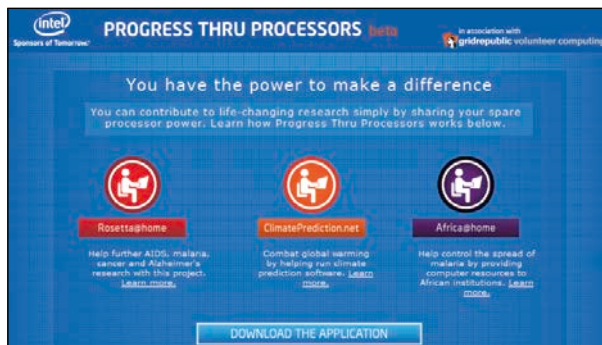 intel
Sponsors of Tomorrow.™
PROGRESS THRU PROCESSORS beta
in association with
gridrepublic volunteer computing
You have the power to make a difference
You can contribute to life-changing research simply by sharing your spare
processor power. Learn how Progress Thru Processors works below.
Rosetta@home
Help further AIDS, malaria,
cancer and Alzheimer's
research with this project.
Learn more.
ClimatePrediction.net
Combat global warming
by helping run climate
prediction software. Learn
more.
Africa@home
Help control the spread of
malaria by providing
computer resources to
African institutions. Learn
more.
DOWNLOAD THE APPLICATION